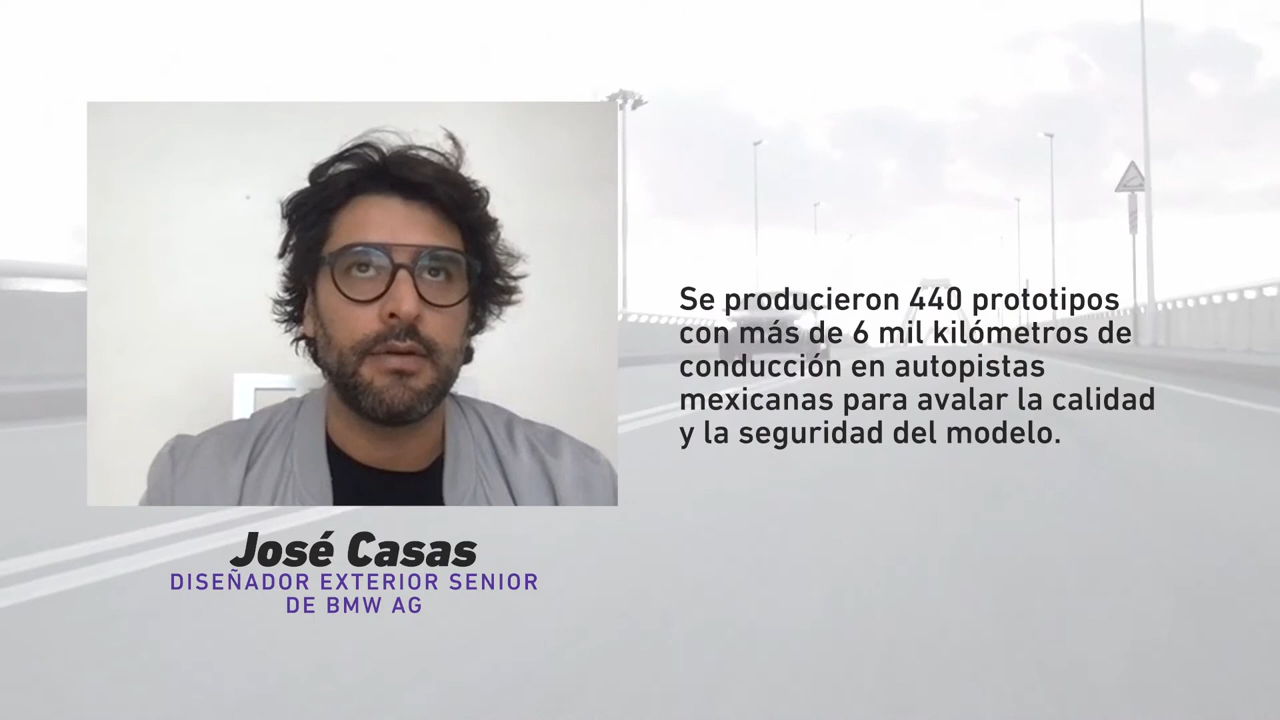 Se producieron 440 prototipos
con más de 6 mil kilómetros de
conducción en autopistas
mexicanas para avalar la calidad
y la seguridad del modelo.
José Casas
DISEÑADOR EXTERIOR SENIOR
DE BMW AG